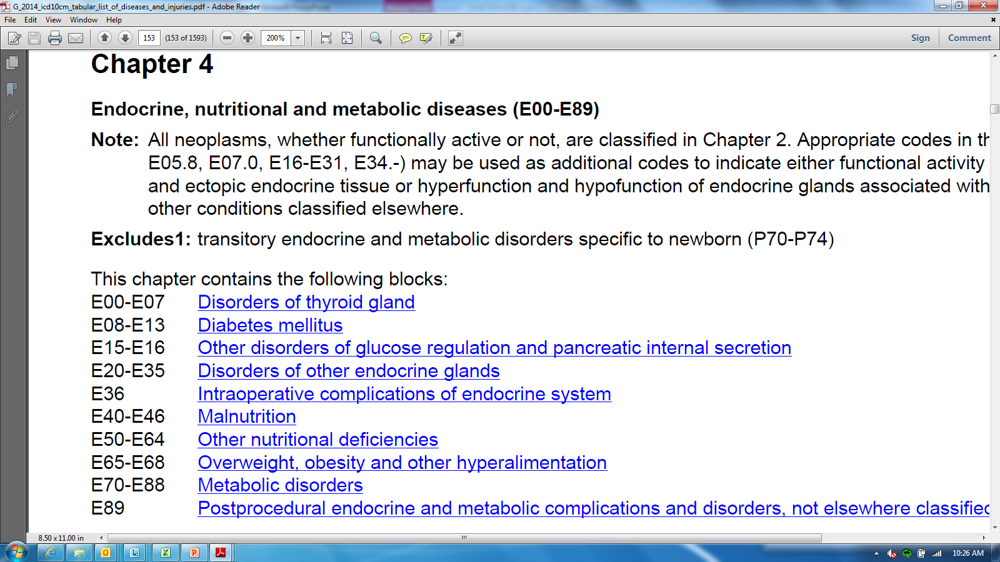 G_2014_icd10cm_tabular_list_of_diseases_and_injuries.pdf - Adobe Reader
File Edit View Window Help
153 (153 of 1593) 200% Sign Comment
Chapter 4
Endocrine, nutritional and metabolic diseases (E00-E89)
Note: All neoplasms, whether functionally active or not, are classified in Chapter 2. Appropriate codes in th
E05.8, E07.0, E16-E31, E34.-) may be used as additional codes to indicate either functional activity
and ectopic endocrine tissue or hyperfunction and hypofunction of endocrine glands associated with
other conditions classified elsewhere.
Excludes1: transitory endocrine and metabolic disorders specific to newborn (P70-P74)
This chapter contains the following blocks:
E00-E07 Disorders of thyroid gland
E08-E13 Diabetes mellitus
E15-E16 Other disorders of glucose regulation and pancreatic internal secretion
E20-E35 Disorders of other endocrine glands
E36 Intraoperative complications of endocrine system
E40-E46 Malnutrition
E50-E64 Other nutritional deficiencies
E65-E68 Overweight, obesity and other hyperalimentation
E70-E88 Metabolic disorders
E89 Postprocedural endocrine and metabolic complications and disorders, not elsewhere classified
8.50 x 11.00 in
10:26 AM